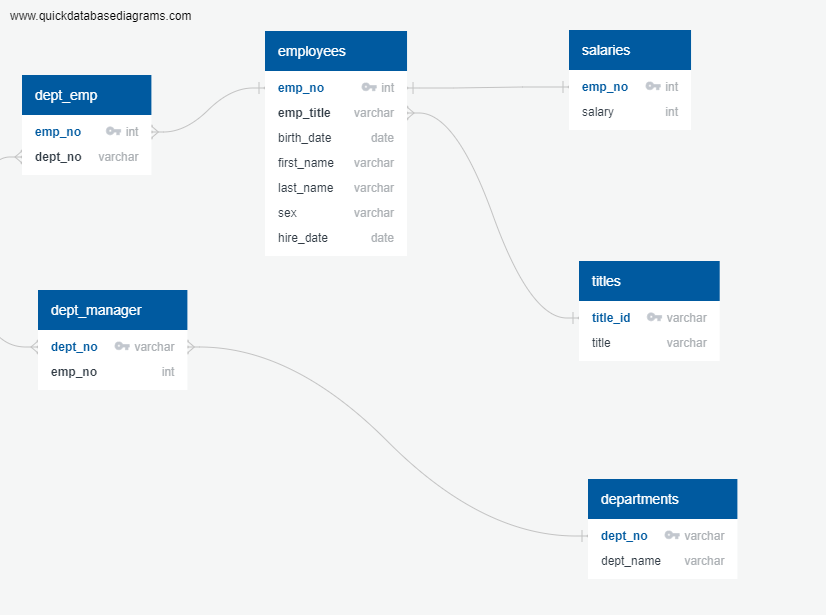 www.quickdatabasediagrams.com
dept_emp
emp_no int
dept_no varchar
employees
emp_no int
emp_title varchar
birth_date date
first_name varchar
last_name varchar
sex varchar
hire_date date
salaries
emp_no int
salary int
titles
title_id varchar
title varchar
dept_manager
dept_no varchar
emp_no int
departments
dept_no varchar
dept_name varchar